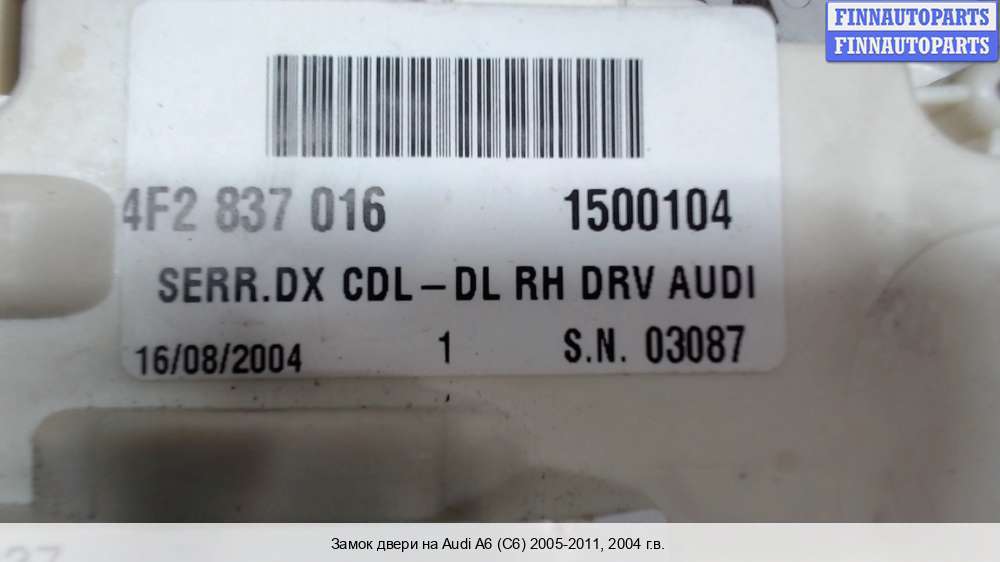 FINNAUTOPARTS
FINNAUTOPARTS
4F2 837 016 1500104
SERR.DX CDL-DL RH DRV AUDI
16/08/2004 1 S.N. 03087
Замок двери на Audi A6 (C6) 2005-2011, 2004 г.в.